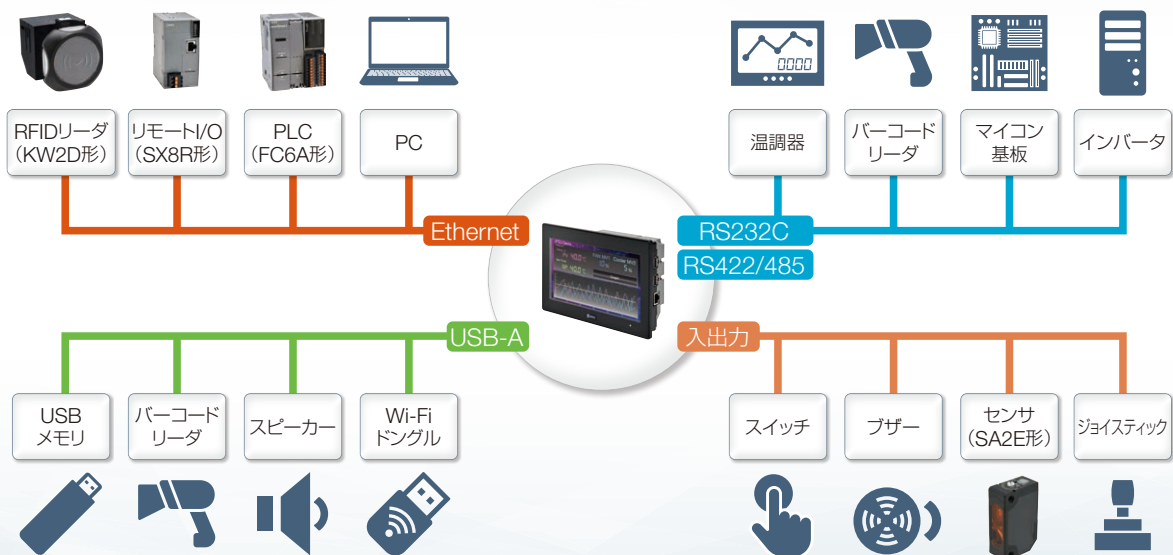 RFIDリーダ
（KW2D形）
リモートI/O
（SX8R形）
PLC
（FC6A形）
PC
0000
温調器
バーコード
リーダ
マイコン
基板
インバータ
Ethernet
RS232C
RS422/485
USB-A
入出力
USB
メモリ
バーコード
リーダ
スピーカー
Wi-Fi
ドングル
スイッチ
ブザー
センサ
（SA2E形）
ジョイスティック